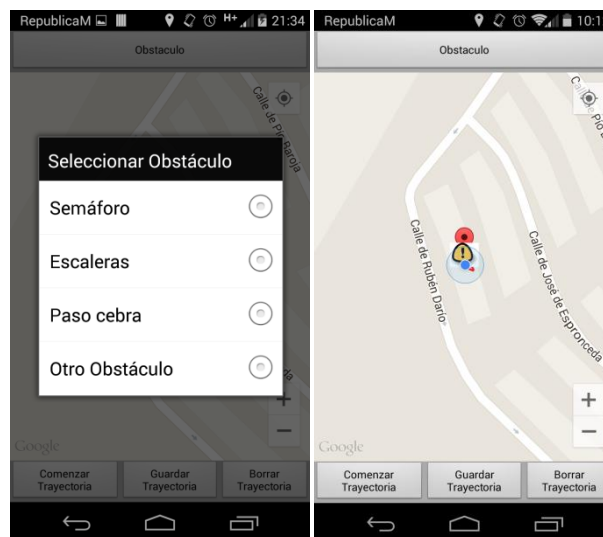 RepublicaM
H+
21:34
Obstaculo
Calle de Pío Baroja
Seleccionar Obstáculo
Semáforo
Escaleras
Paso cebra
Otro Obstáculo
+
−
Google
Comenzar
Trayectoria
Guardar
Trayectoria
Borrar
Trayectoria
RepublicaM
10:1
Obstaculo
Calle de Rubén Darío
Calle de José de Espronceda
+
−
Google
Comenzar
Trayectoria
Guardar
Trayectoria
Borrar
Trayectoria